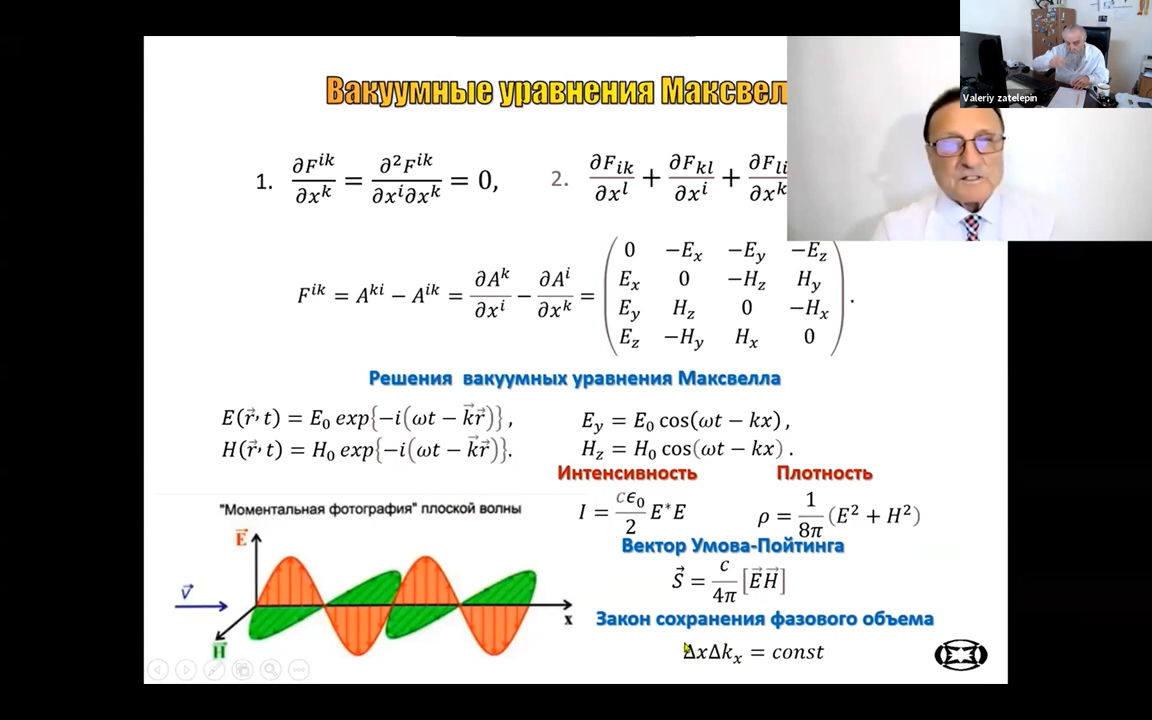 Valeriy zatelepin
Вакуумные уравнения Максвел
1. ∂F^{ik}/∂x^k = ∂²F^{ik}/∂x^i∂x^k = 0,
2. ∂F_{ik}/∂x^l + ∂F_{kl}/∂x^i + ∂F_{li}/∂x^k
F^{ik} = A^{ki} − A^{ik} = ∂A^k/∂x^i − ∂A^i/∂x^k =
0 −E_x −E_y −E_z
E_x 0 −H_z H_y
E_y H_z 0 −H_x
E_z −H_y H_x 0
.
Решения вакуумных уравнения Максвелла
E(r⃗, t) = E_0 exp{−i(ωt − k⃗r⃗)},
H(r⃗, t) = H_0 exp{−i(ωt − k⃗r⃗)}.
E_y = E_0 cos(ωt − kx),
H_z = H_0 cos(ωt − kx).
Интенсивность
I = cϵ_0/2 E*E
Плотность
ρ = 1/8π (E² + H²)
Вектор Умова-Пойтинга
S⃗ = c/4π [E⃗H⃗]
Закон сохранения фазового объема
ΔxΔk_x = const
"Моментальная фотография" плоской волны
E⃗
V⃗
H⃗
x